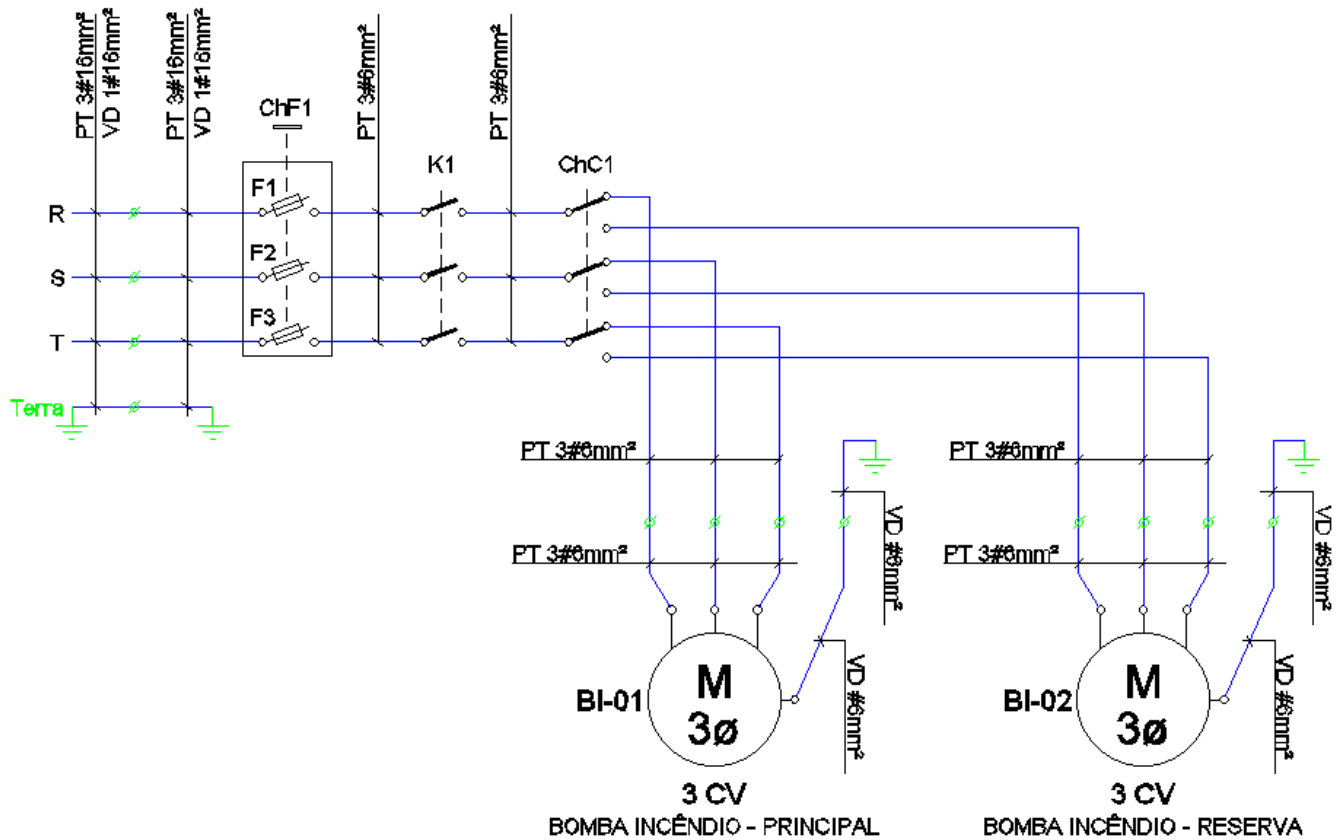 PT 3#16mm²
VD 1#16mm²
PT 3#16mm²
VD 1#16mm²
ChF1
PT 3#6mm²
PT 3#6mm²
K1
ChC1
F1
R
F2
S
F3
T
Terra
PT 3#6mm²
PT 3#6mm²
VD #6mm²
VD #6mm²
PT 3#6mm²
PT 3#6mm²
VD #6mm²
VD #6mm²
BI-01
M
3ø
BI-02
M
3ø
3 CV
BOMBA INCÊNDIO - PRINCIPAL
3 CV
BOMBA INCÊNDIO - RESERVA